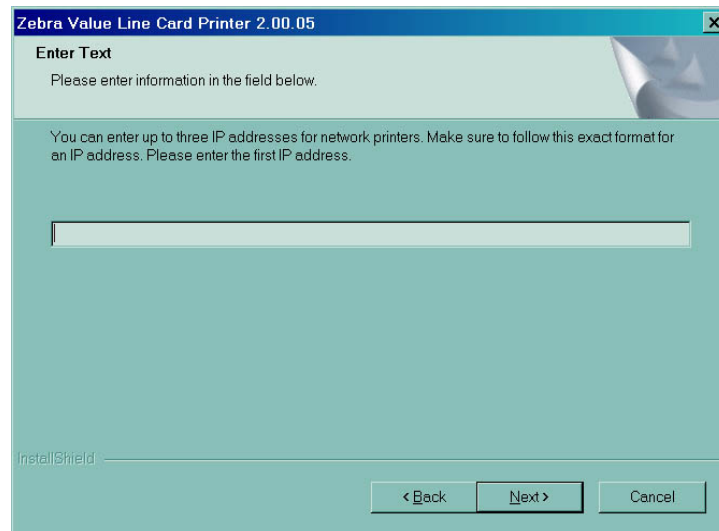 Zebra Value Line Card Printer 2.00.05
Enter Text
Please enter information in the field below.
You can enter up to three IP addresses for network printers. Make sure to follow this exact format for
an IP address. Please enter the first IP address.
InstallShield
< Back
Next >
Cancel